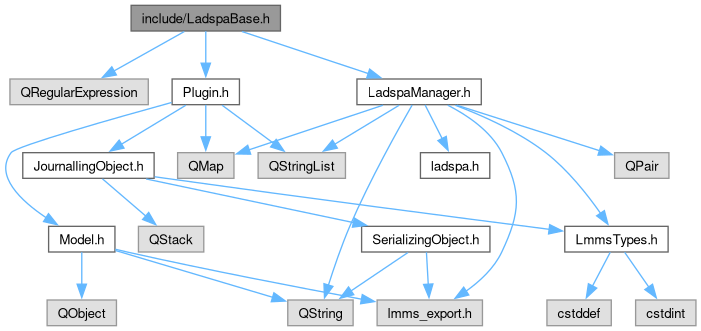 include/LadspaBase.h
QRegularExpression
Plugin.h
LadspaManager.h
JournallingObject.h
QMap
QStringList
ladspa.h
QPair
Model.h
QStack
SerializingObject.h
LmmsTypes.h
QObject
QString
lmms_export.h
cstddef
cstdint